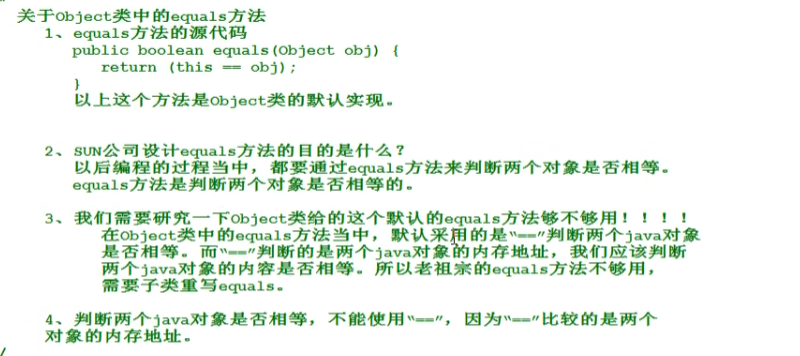 关于Object类中的equals方法
1、equals方法的源代码
public boolean equals(Object obj) {
return (this == obj);
}
以上这个方法是Object类的默认实现。
2、SUN公司设计equals方法的目的是什么?
以后编程的过程当中,都要通过equals方法来判断两个对象是否相等。
equals方法是判断两个对象是否相等的。
3、我们需要研究一下Object类给的这个默认的equals方法够不够用!!!!
在Object类中的equals方法当中,默认采用的是“==”判断两个java对象
是否相等。而“==”判断的是两个java对象的内存地址,我们应该判断
两个java对象的内容是否相等。所以老祖宗的equals方法不够用,
需要子类重写equals。
4、判断两个java对象是否相等,不能使用“==”,因为“==”比较的是两个
对象的内存地址。
/